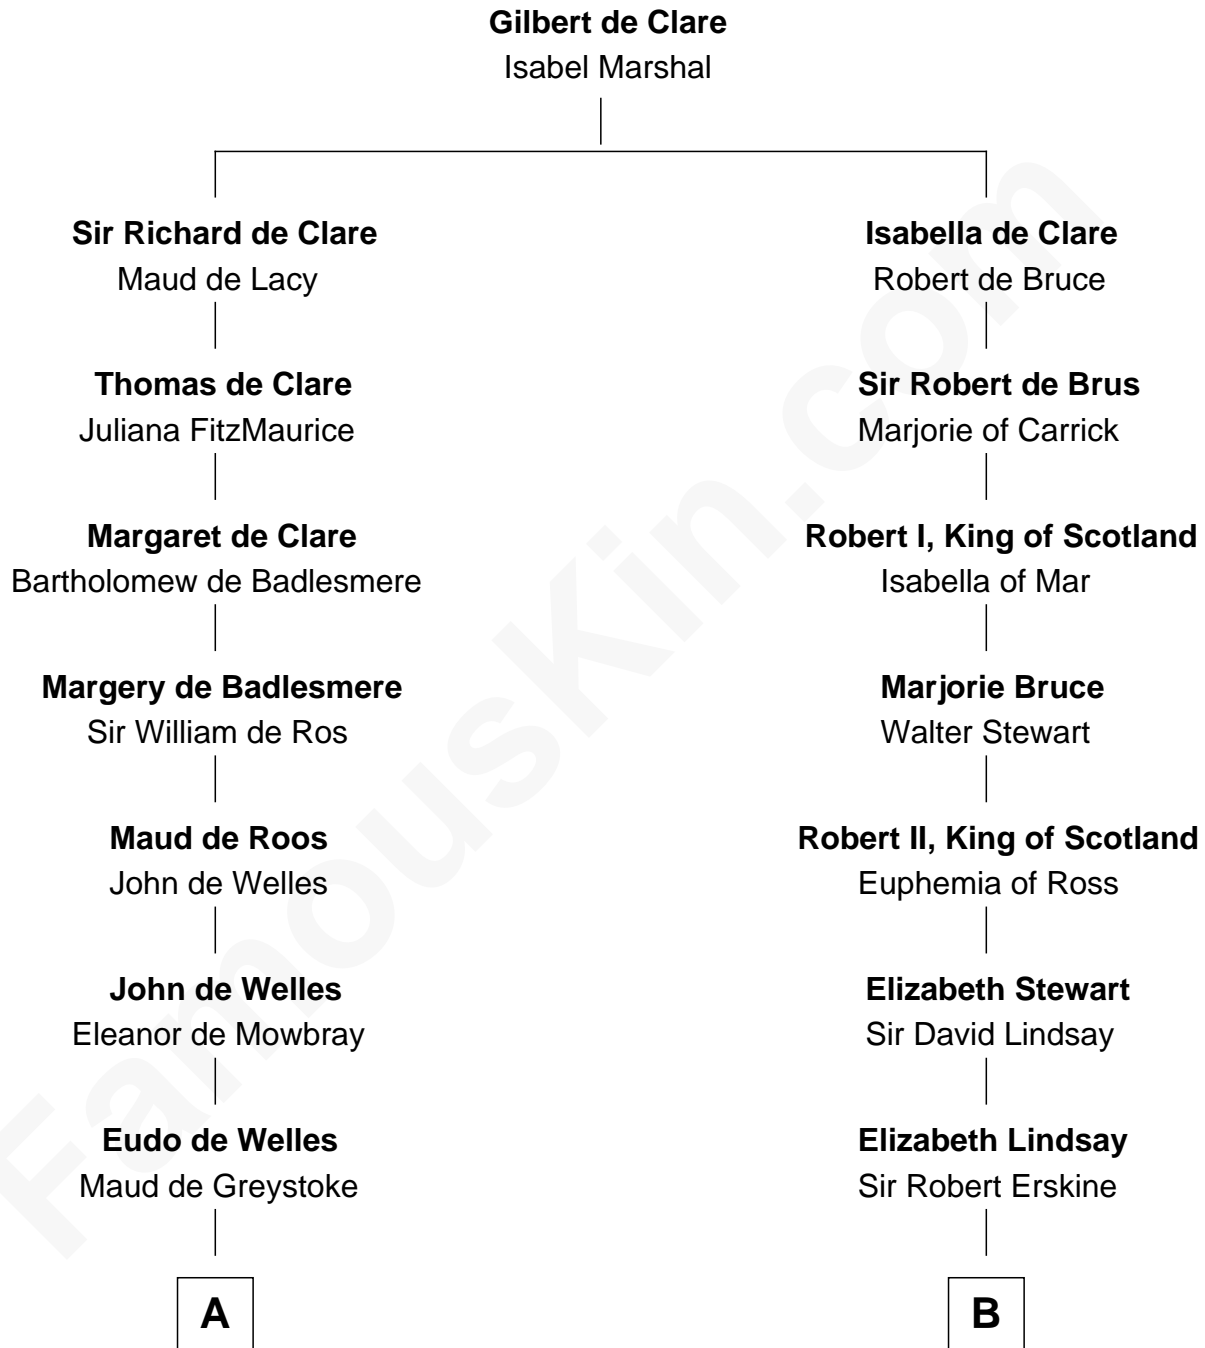 Gilbert de Clare
Isabel Marshal
Sir Richard de Clare
Maud de Lacy
Thomas de Clare
Juliana FitzMaurice
Margaret de Clare
Bartholomew de Badlesmere
Margery de Badlesmere
Sir William de Ros
Maud de Roos
John de Welles
John de Welles
Eleanor de Mowbray
Eudo de Welles
Maud de Greystoke
A
Isabella de Clare
Robert de Bruce
Sir Robert de Brus
Marjorie of Carrick
Robert I, King of Scotland
Isabella of Mar
Marjorie Bruce
Walter Stewart
Robert II, King of Scotland
Euphemia of Ross
Elizabeth Stewart
Sir David Lindsay
Elizabeth Lindsay
Sir Robert Erskine
B
FamousKin.com